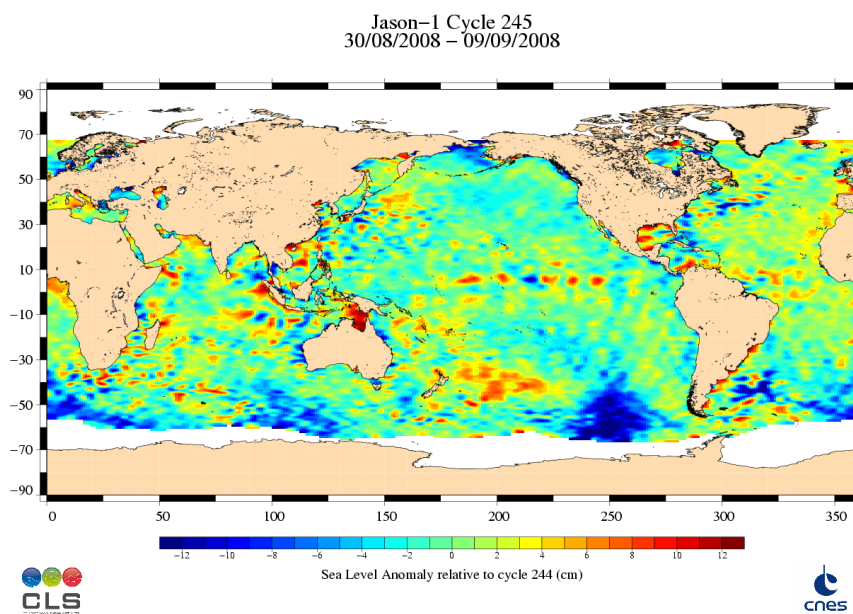 Jason−1 Cycle 245
30/08/2008 − 09/09/2008
90
70
50
30
10
−10
−30
−50
−70
−90
0 50 100 150 200 250 300 350
−12 −10 −8 −6 −4 −2 0 2 4 6 8 10 12
Sea Level Anomaly relative to cycle 244 (cm)
CLS
cnes